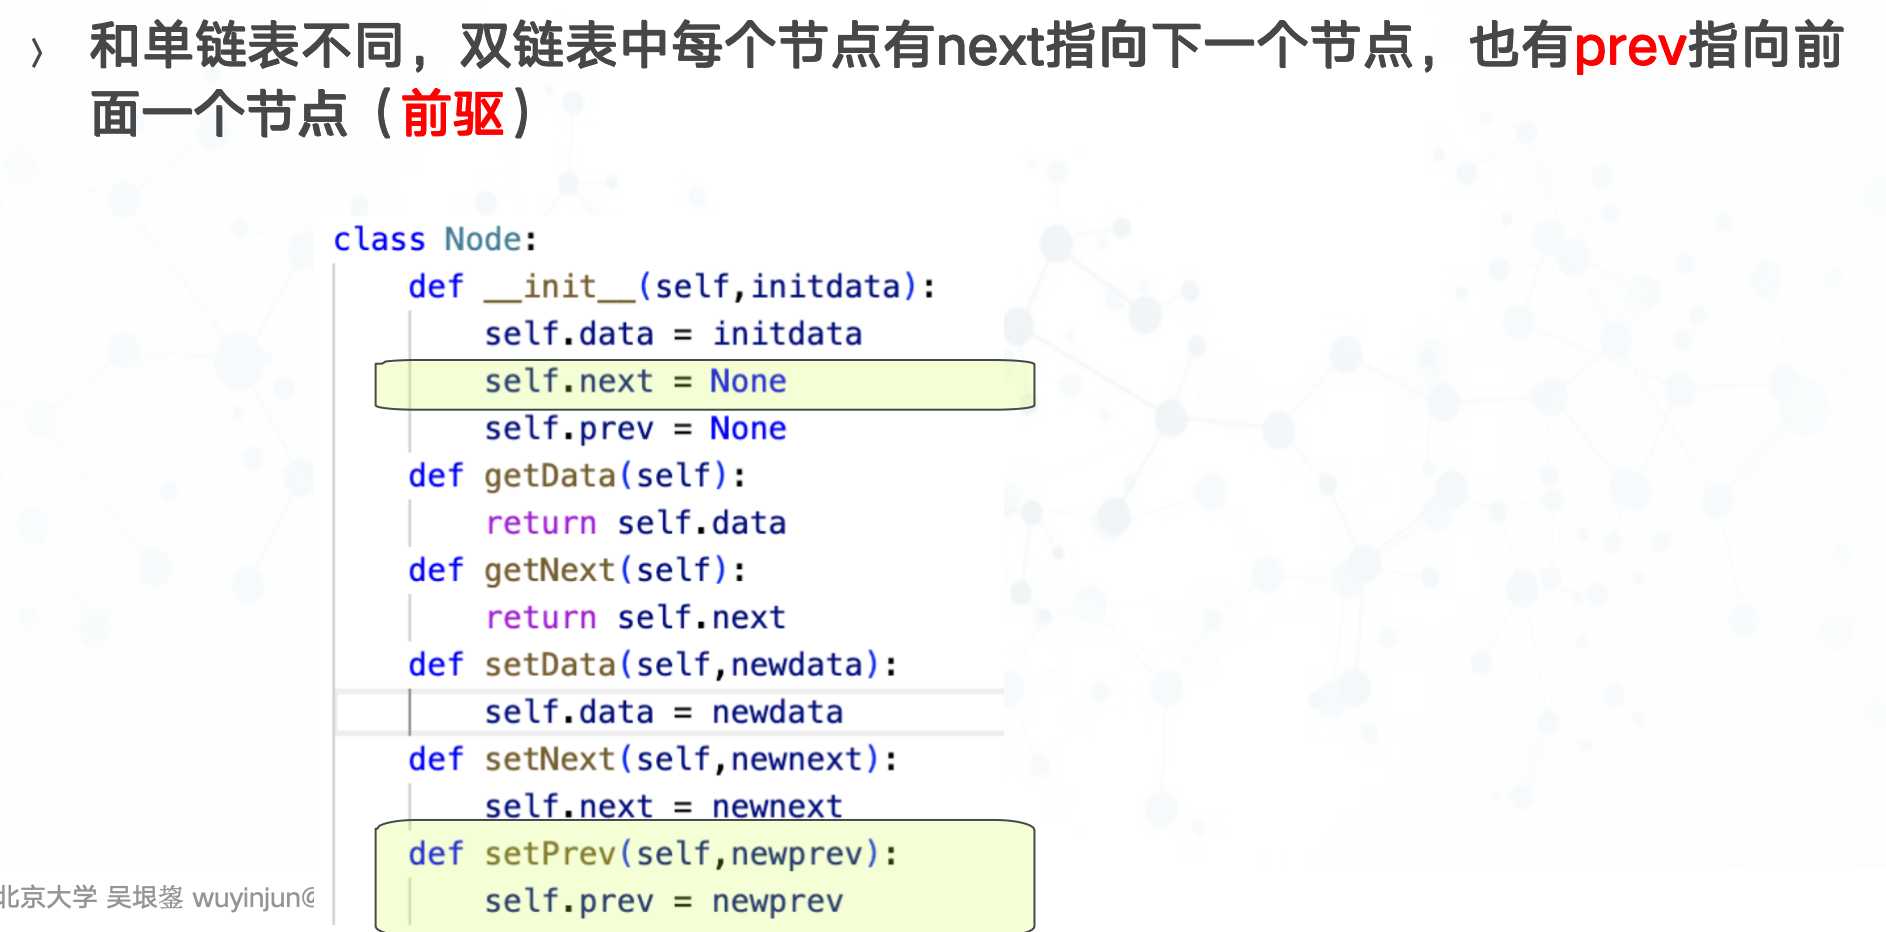 〉 和单链表不同，双链表中每个节点有next指向下一个节点，也有prev指向前
面一个节点（前驱）
class Node:
def __init__(self,initdata):
self.data = initdata
self.next = None
self.prev = None
def getData(self):
return self.data
def getNext(self):
return self.next
def setData(self,newdata):
self.data = newdata
def setNext(self,newnext):
self.next = newnext
def setPrev(self,newprev):
self.prev = newprev
北京大学 吴垠鋆 wuyinjun@